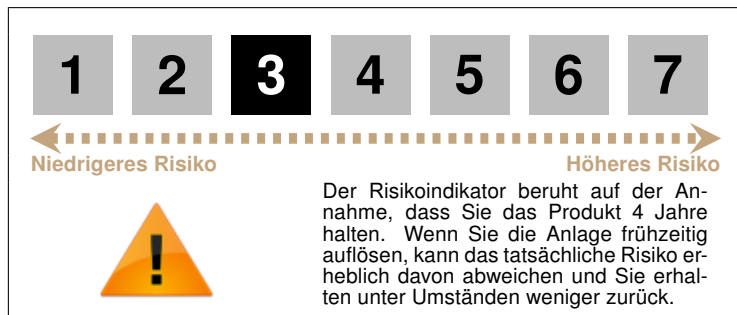 1 2 3 4 5 6 7
Niedrigeres Risiko Höheres Risiko
!
Der Risikoindikator beruht auf der An-
nahme, dass Sie das Produkt 4 Jahre
halten. Wenn Sie die Anlage frühzeitig
auflösen, kann das tatsächliche Risiko er-
heblich davon abweichen und Sie erhal-
ten unter Umständen weniger zurück.